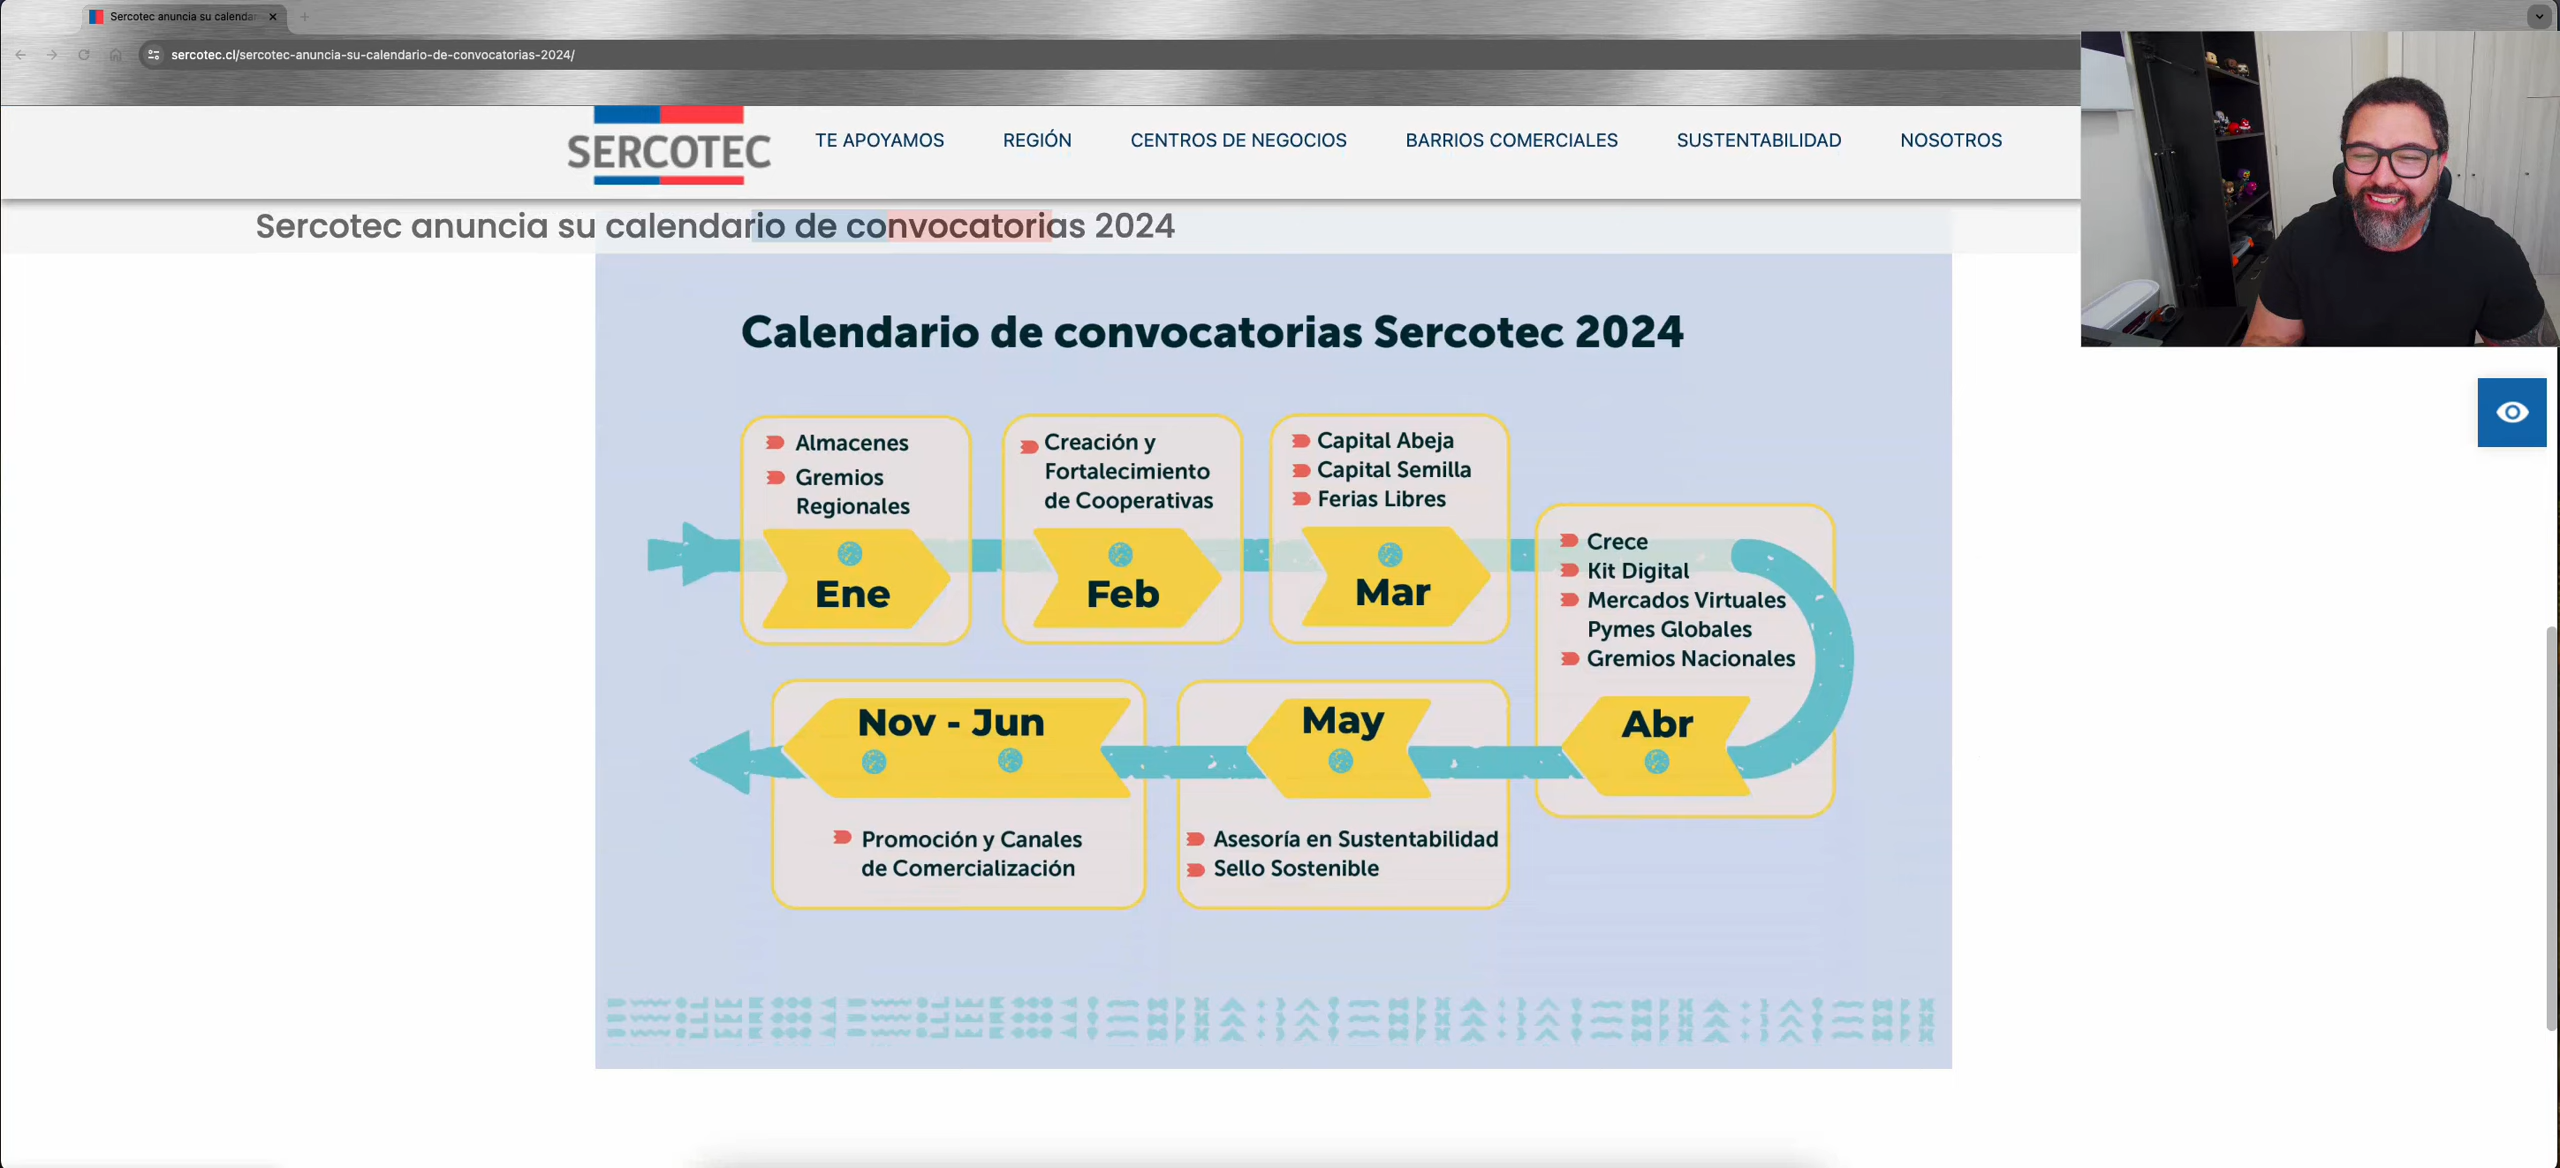 Sercotec anuncia su calenda
sercotec.cl/sercotec-anuncia-su-calendario-de-convocatorias-2024/
SERCOTEC
TE APOYAMOS
REGIÓN
CENTROS DE NEGOCIOS
BARRIOS COMERCIALES
SUSTENTABILIDAD
NOSOTROS
Sercotec anuncia su calendario de convocatorias 2024
Calendario de convocatorias Sercotec 2024
Almacenes
Gremios
Regionales
Ene
Creación y
Fortalecimiento
de Cooperativas
Feb
Capital Abeja
Capital Semilla
Ferias Libres
Mar
Crece
Kit Digital
Mercados Virtuales
Pymes Globales
Gremios Nacionales
Abr
May
Asesoría en Sustentabilidad
Sello Sostenible
Nov - Jun
Promoción y Canales
de Comercialización